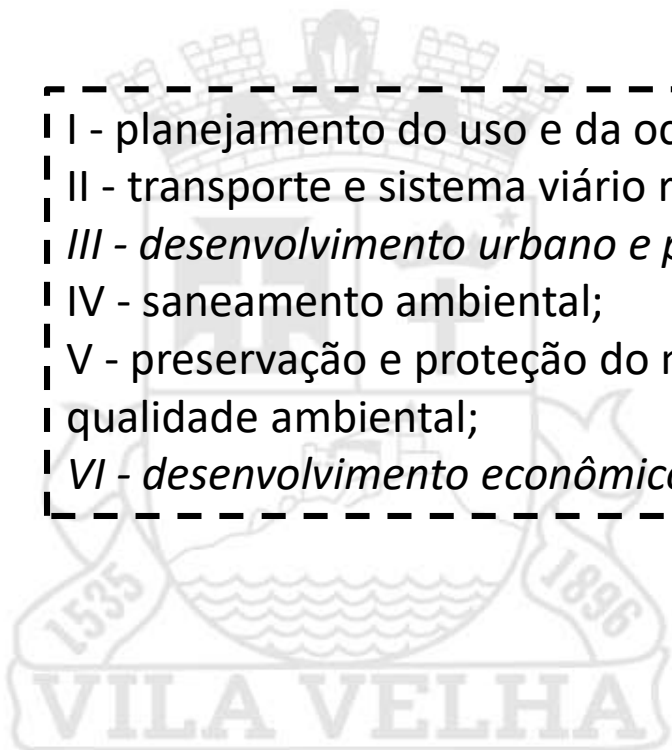 I - planejamento do uso e da
II - transporte e sistema viário
III - desenvolvimento urbano e
IV - saneamento ambiental;
V - preservação e proteção do
qualidade ambiental;
VI - desenvolvimento econômico
1535
1896
VILA VELHA